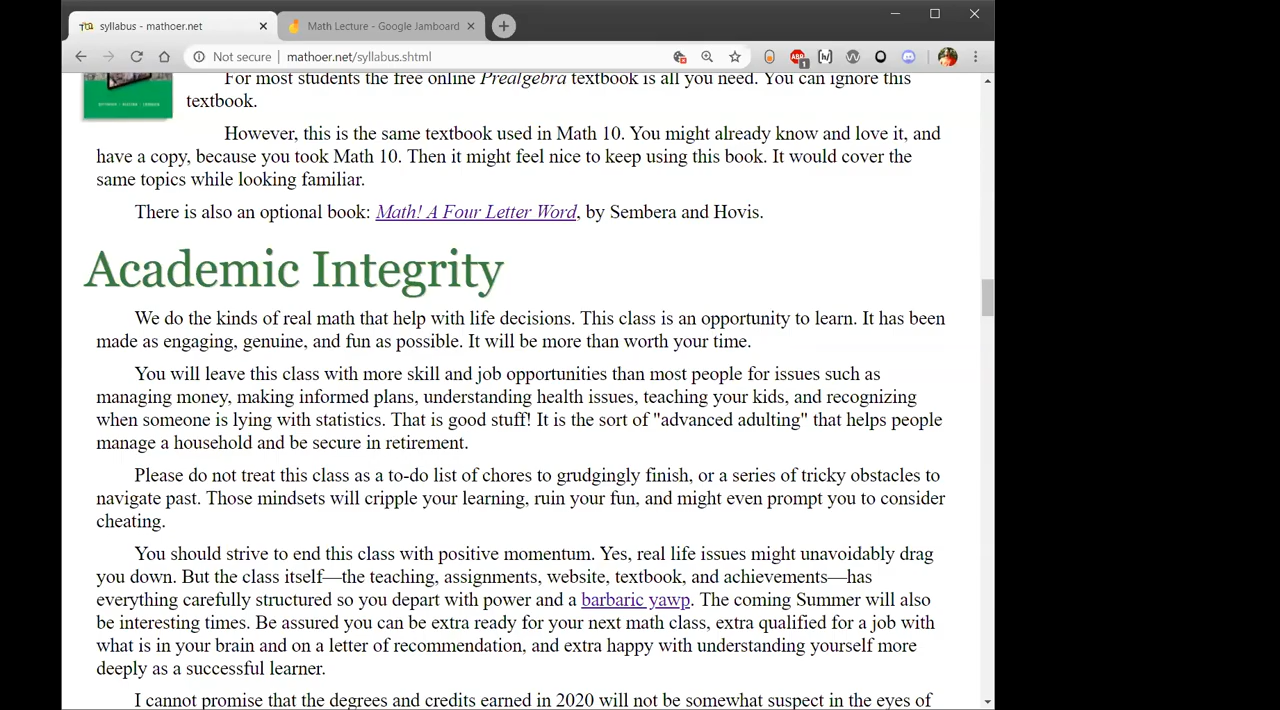 syllabus - mathoer.net
Math Lecture - Google Jamboard
Not secure
mathoer.net/syllabus.shtml
For most students the free online Prealgebra textbook is all you need. You can ignore this
textbook.
However, this is the same textbook used in Math 10. You might already know and love it, and
have a copy, because you took Math 10. Then it might feel nice to keep using this book. It would cover the
same topics while looking familiar.
There is also an optional book: Math! A Four Letter Word, by Sembera and Hovis.
Academic Integrity
We do the kinds of real math that help with life decisions. This class is an opportunity to learn. It has been
made as engaging, genuine, and fun as possible. It will be more than worth your time.
You will leave this class with more skill and job opportunities than most people for issues such as
managing money, making informed plans, understanding health issues, teaching your kids, and recognizing
when someone is lying with statistics. That is good stuff! It is the sort of "advanced adulting" that helps people
manage a household and be secure in retirement.
Please do not treat this class as a to-do list of chores to grudgingly finish, or a series of tricky obstacles to
navigate past. Those mindsets will cripple your learning, ruin your fun, and might even prompt you to consider
cheating.
You should strive to end this class with positive momentum. Yes, real life issues might unavoidably drag
you down. But the class itself—the teaching, assignments, website, textbook, and achievements—has
everything carefully structured so you depart with power and a barbaric yawp. The coming Summer will also
be interesting times. Be assured you can be extra ready for your next math class, extra qualified for a job with
what is in your brain and on a letter of recommendation, and extra happy with understanding yourself more
deeply as a successful learner.
I cannot promise that the degrees and credits earned in 2020 will not be somewhat suspect in the eyes of